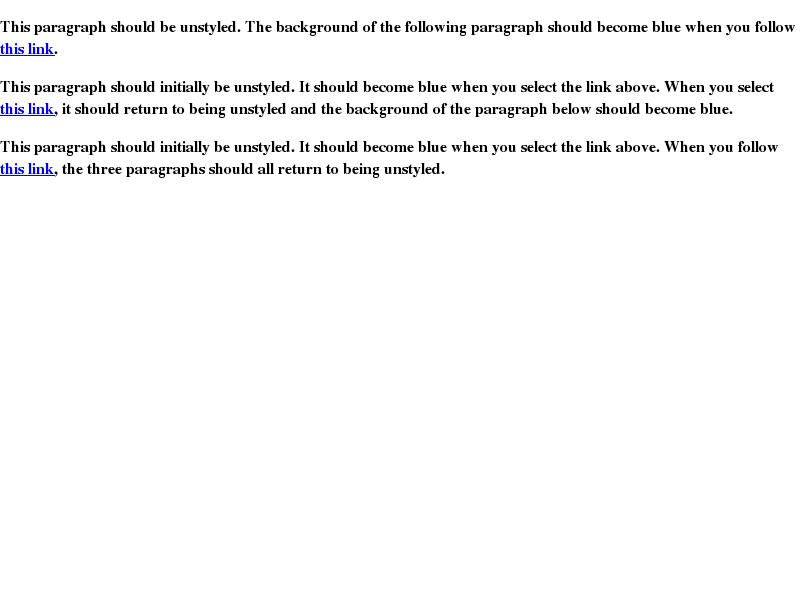 This paragraph should be unstyled. The background of the following paragraph should become blue when you follow
this link.
This paragraph should initially be unstyled. It should become blue when you select the link above. When you select
this link, it should return to being unstyled and the background of the paragraph below should become blue.
This paragraph should initially be unstyled. It should become blue when you select the link above. When you follow
this link, the three paragraphs should all return to being unstyled.